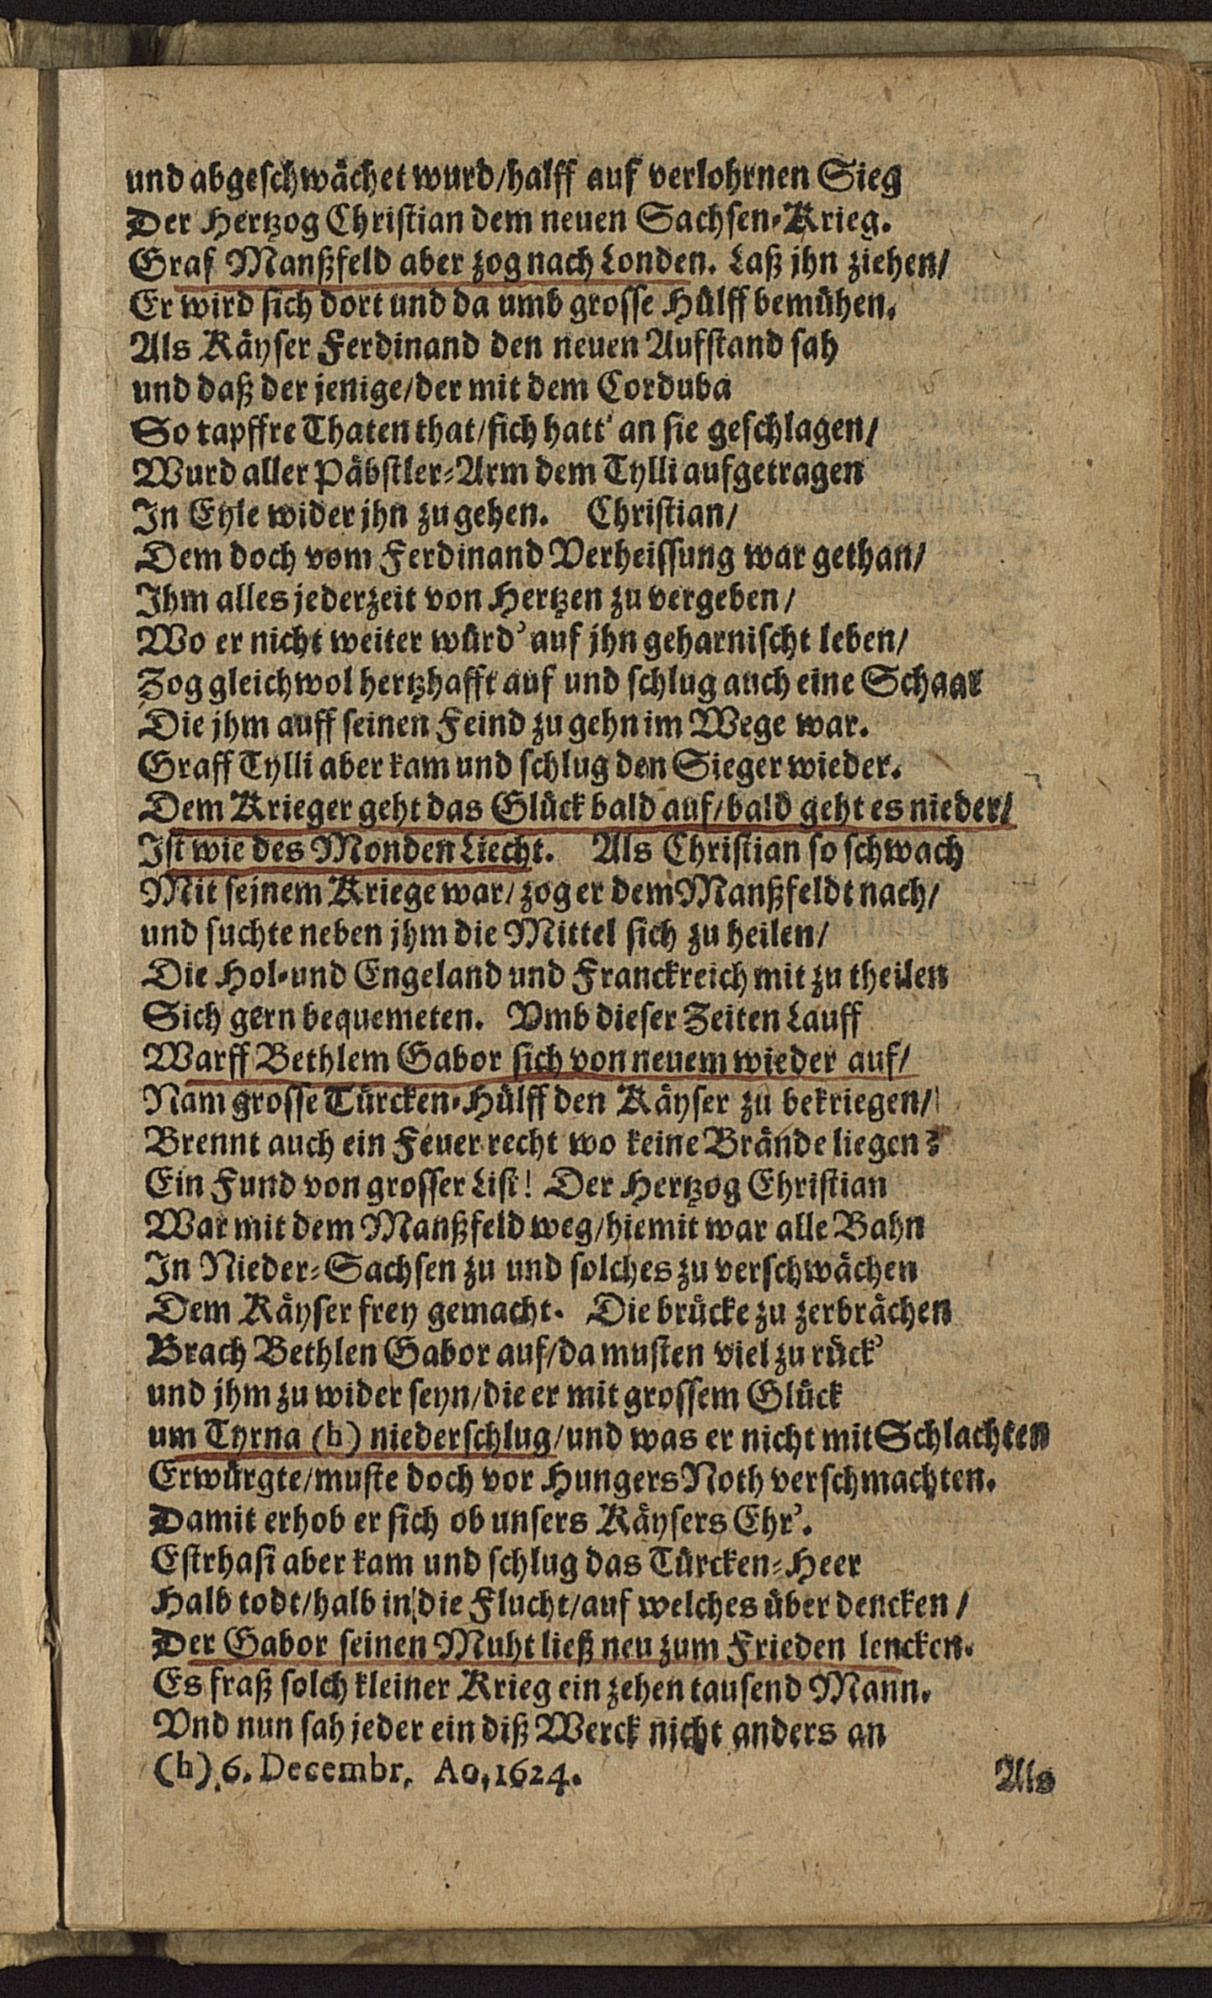 und abgeschwächet wurd/halff auf verlohrnen Sieg
Der Hertzog Christian dem neuen Sachsen-Krieg.
Graf Manßfeld aber zog nach Londen. Laß jhn ziehen/
Er wird sich dort und da umb grosse Hülff bemühen.
Als Käyser Ferdinand den neuen Aufstand sah
und daß der jenige/der mit dem Corduba
So tapffre Thaten that/sich hatt' an sie geschlagen/
Wurd aller Päbstler-Arm dem Tylli aufgetragen
In Eyle wider jhn zu gehen. Christian/
Dem doch vom Ferdinand Verheissung war gethan/
Ihm alles jederzeit von Hertzen zu vergeben/
Wo er nicht weiter würd' auf jhn geharnischt leben/
Zog gleichwol hertzhafft auf und schlug auch eine Schaar
Die jhm auff seinen Feind zu gehn im Wege war.
Graff Tylli aber kam und schlug den Sieger wieder.
Dem Krieger geht das Glück bald auf/bald geht es nieder/
Ist wie des Monden Liecht. Als Christian so schwach
Mit seinem Kriege war/zog er dem Manßfeldt nach/
und suchte neben jhm die Mittel sich zu heilen/
Die Hol-und Engeland und Franckreich mit zu theilen
Sich gern bequemeten. Vmb dieser Zeiten Lauff
Warff Bethlem Gabor sich von neuem wieder auf/
Nam grosse Türcken-Hülff den Käyser zu bekriegen/
Brennt auch ein Feuer recht wo keine Brände liegen?
Ein Fund von grosser List! Der Hertzog Christian
War mit dem Manßfeld weg/hiemit war alle Bahn
In Nieder-Sachsen zu und solches zu verschwächen
Dem Käyser frey gemacht. Die brücke zu zerbrächen
Brach Bethlen Gabor auf/da musten viel zu rück'
und jhm zu wider seyn/die er mit grossem Glück
um Tyrna (h) niederschlug/und was er nicht mit Schlachten
Erwürgte/muste doch vor Hungers Noth verschmachten.
Damit erhob er sich ob unsers Käysers Ehr'.
Estrhasi aber kam und schlug das Türcken-Heer
Halb todt/halb in die Flucht/auf welches über dencken/
Der Gabor seinen Muht ließ neu zum Frieden lencken.
Es fraß solch kleiner Krieg ein zehen tausend Mann.
Vnd nun sah jeder ein diß Werck nicht anders an
(h) 6. Decembr. Ao. 1624.
Als